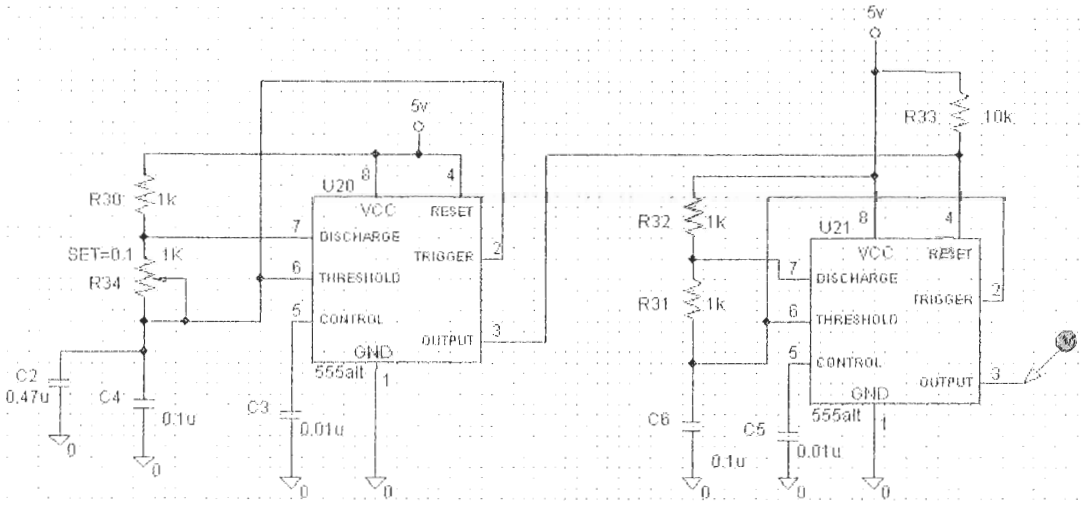 5v
R33
10k
5v
8
4
U20
R30
1k
VCC
RESET
7
DISCHARGE
SET=0.1
1K
R34
TRIGGER
2
6
THRESHOLD
5
CONTROL
OUTPUT
3
GND
555alt
1
C2
0.47u
C4
0.1u
C3
0.01u
0
0
0
0
R32
1k
8
4
U21
VCC
RESET
7
DISCHARGE
R31
1k
TRIGGER
2
6
THRESHOLD
5
CONTROL
OUTPUT
3
V
GND
555alt
1
C6
0.1u
C5
0.01u
0
0
0